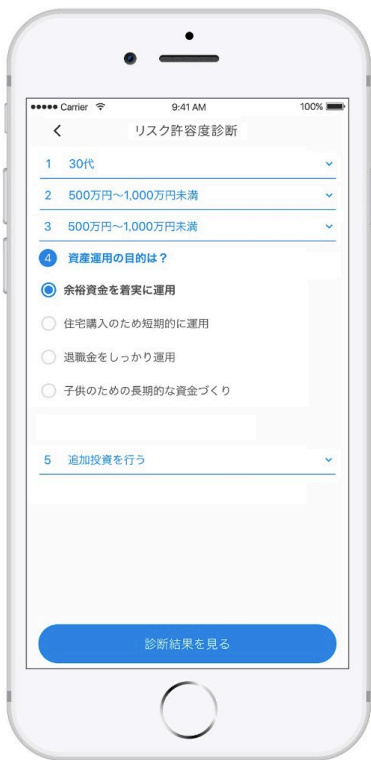 Carrier 9:41 AM 100%
リスク許容度診断
1 30代
2 500万円〜1,000万円未満
3 500万円〜1,000万円未満
4 資産運用の目的は？
余裕資金を着実に運用
住宅購入のため短期的に運用
退職金をしっかり運用
子供のための長期的な資金づくり
5 追加投資を行う
診断結果を見る